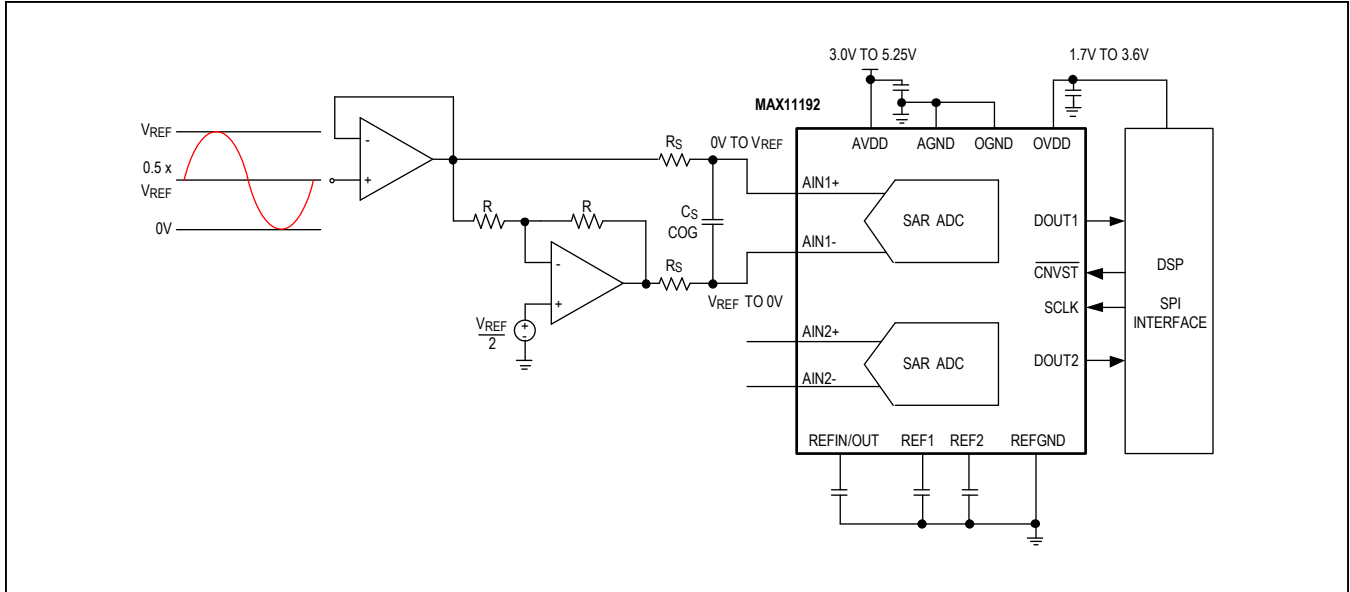 3.0V TO 5.25V
1.7V TO 3.6V
MAX11192
VREF
0.5 x
VREF
0V
-
+
RS
0V TO VREF
AVDD
AGND
OGND
OVDD
AIN1+
SAR ADC
DOUT1
R
R
CS
COG
AIN1-
CNVST
DSP
-
+
RS
VREF TO 0V
SCLK
SPI
INTERFACE
VREF
2
+
-
AIN2+
SAR ADC
DOUT2
AIN2-
REFIN/OUT
REF1
REF2
REFGND